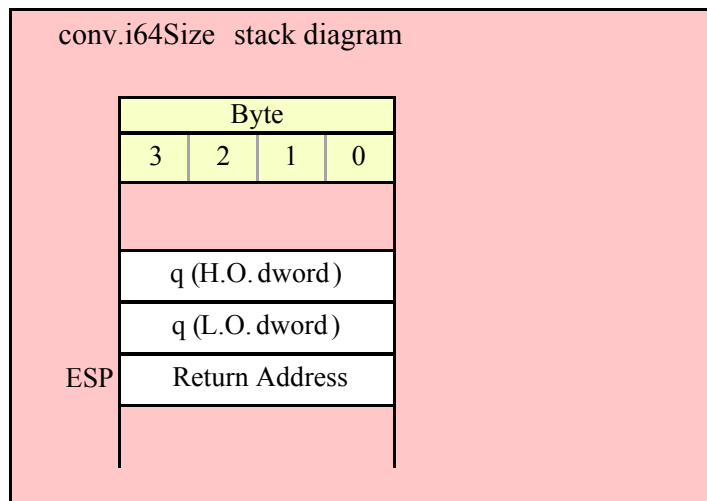 conv.i64Size stack diagram
Byte
3 2 1 0
q (H.O. dword)
q (L.O. dword)
ESP Return Address